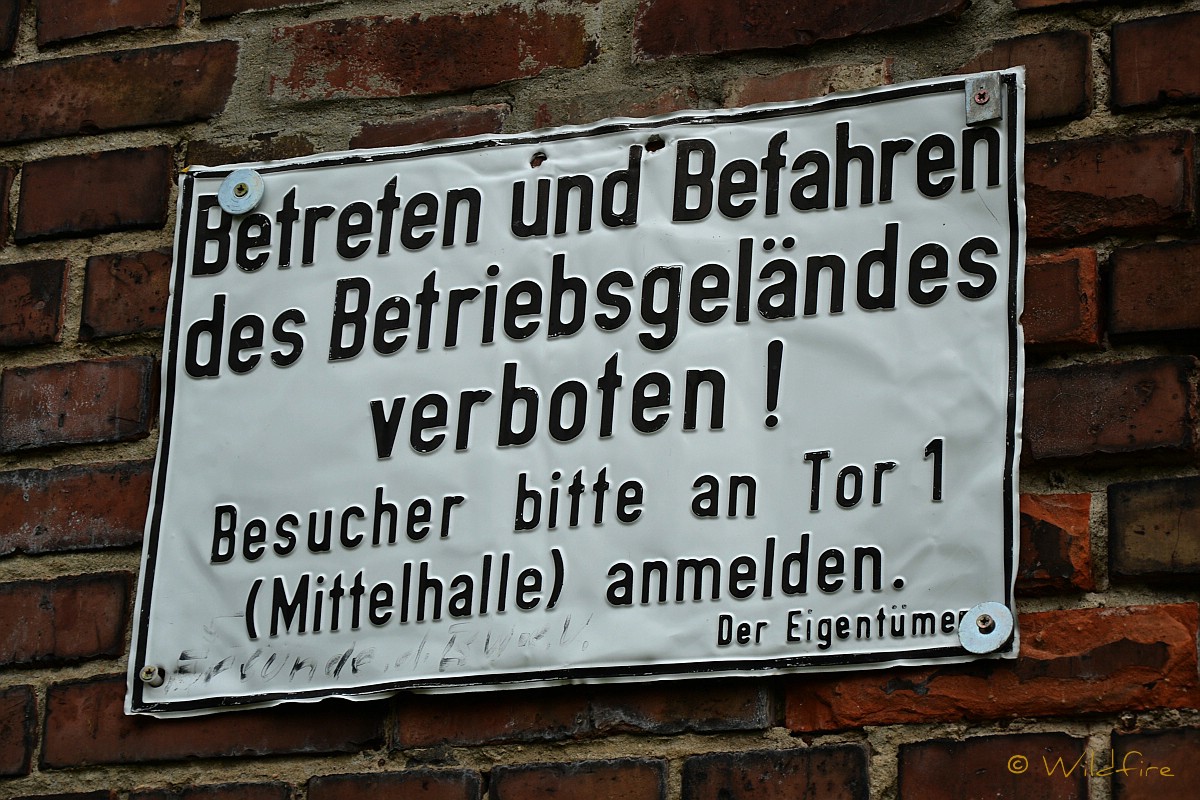 Betreten und Befahren
des Betriebsgeländes
verboten !
Besucher bitte an Tor 1
(Mittelhalle) anmelden.
Der Eigentümer
© Wildfire